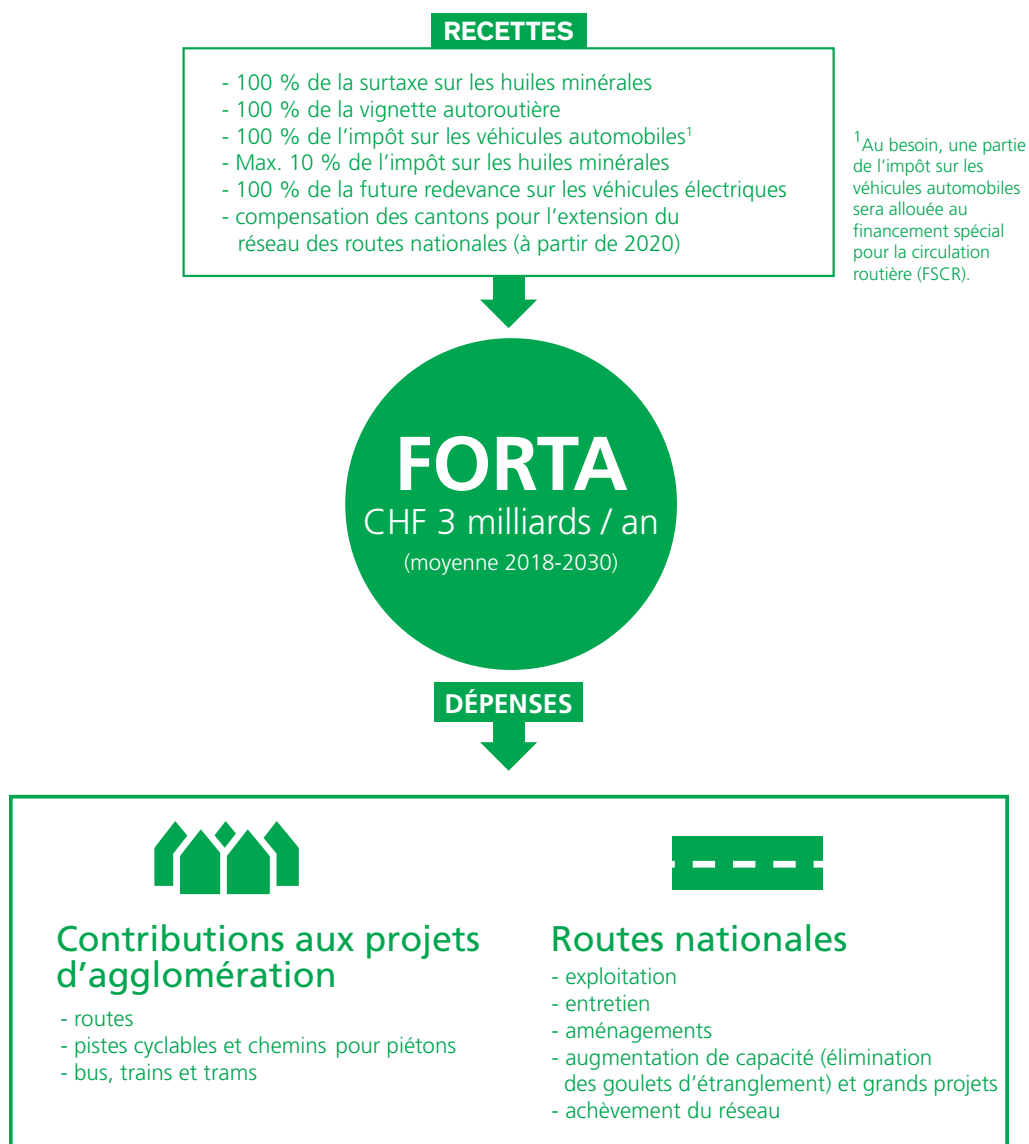 RECETTES
- 100 % de la surtaxe sur les huiles minérales
- 100 % de la vignette autoroutière
- 100 % de l'impôt sur les véhicules automobiles¹
- Max. 10 % de l'impôt sur les huiles minérales
- 100 % de la future redevance sur les véhicules électriques
- compensation des cantons pour l'extension du
réseau des routes nationales (à partir de 2020)
¹Au besoin, une partie
de l'impôt sur les
véhicules automobiles
sera allouée au
financement spécial
pour la circulation
routière (FSCR).
FORTA
CHF 3 milliards / an
(moyenne 2018-2030)
DÉPENSES
Contributions aux projets
d'agglomération
- routes
- pistes cyclables et chemins pour piétons
- bus, trains et trams
Routes nationales
- exploitation
- entretien
- aménagements
- augmentation de capacité (élimination
des goulets d'étranglement) et grands projets
- achèvement du réseau